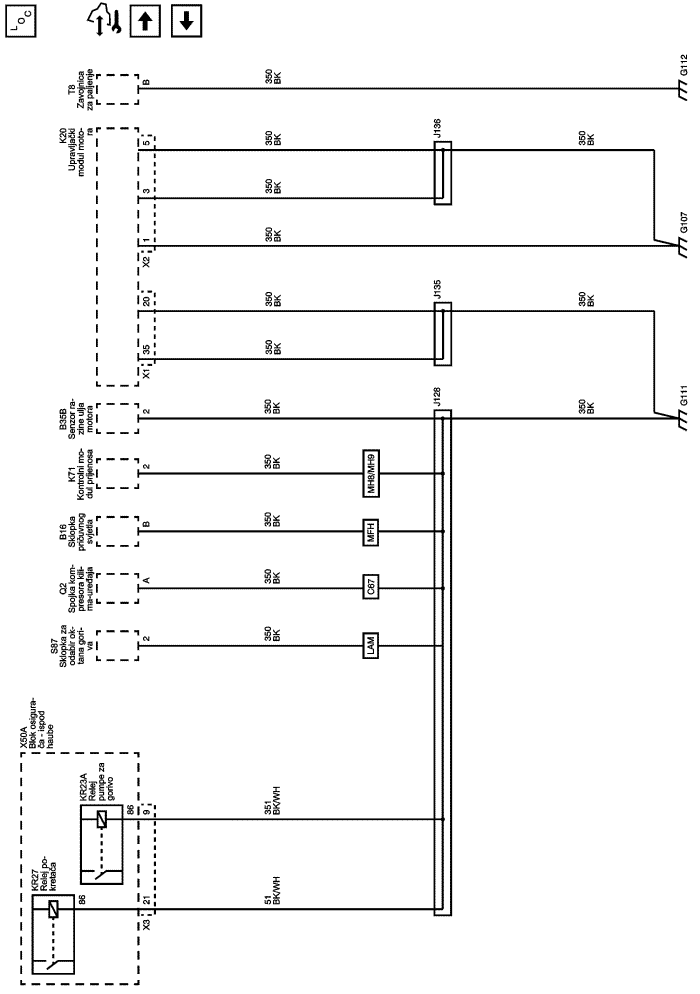 LOC
X50A
Blok osigura-
ča - ispod
haube
KR27
Relej po-
kretača
86
KR23A
Relej
pumpe za
gorivo
86
X3
21
9
51
BK/WH
351
BK/WH
S87
Sklopka za
odabir ok-
tana gori-
va
2
350
BK
LAM
Q2
Spojka kom-
presora kli-
ma-uređaja
A
350
BK
C67
B16
Sklopka
pričuvnog
svjetla
B
350
BK
MFH
K71
Kontrolni mo-
dul prijenosa
2
350
BK
MH8/MH9
B35B
Senzor ra-
zine ulja
motora
2
350
BK
J128
350
BK
G111
K20
Upravljački
modul moto-
ra
X1
35
20
350
BK
350
BK
J135
350
BK
X2
1
3
5
350
BK
350
BK
350
BK
J136
350
BK
G107
T8
Zavojnica
za paljenje
B
350
BK
G112